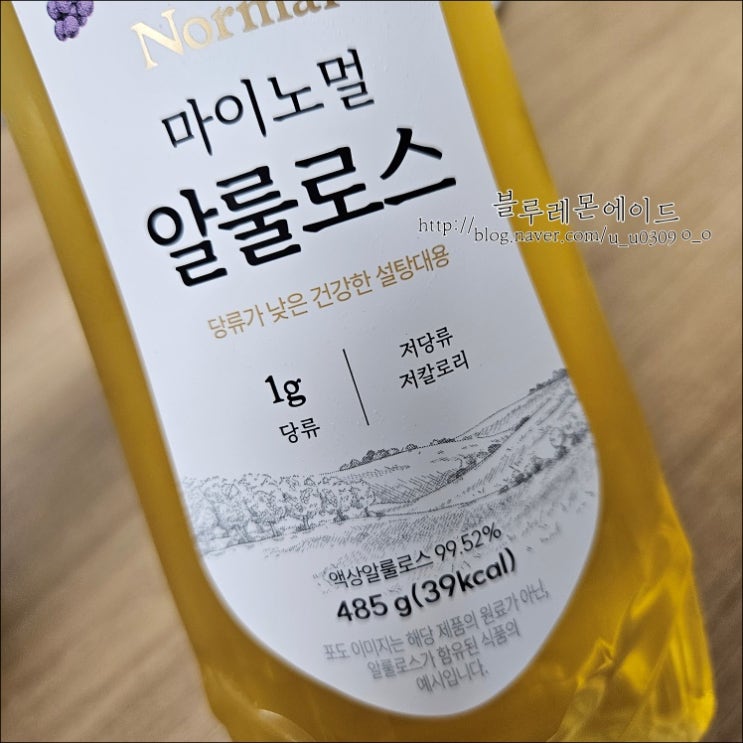 Normal
마이노멀
알룰로스
블루레몬에이드
http://blog.naver.com/u_u0309 o_o
당류가 낮은 건강한 설탕대용
1g
당류
저당류
저칼로리
액상알룰로스 99.52%
485 g(39kcal)
포도 이미지는 해당 제품의 원료가 아닌,
알룰로스가 함유된 식품의
예시입니다.